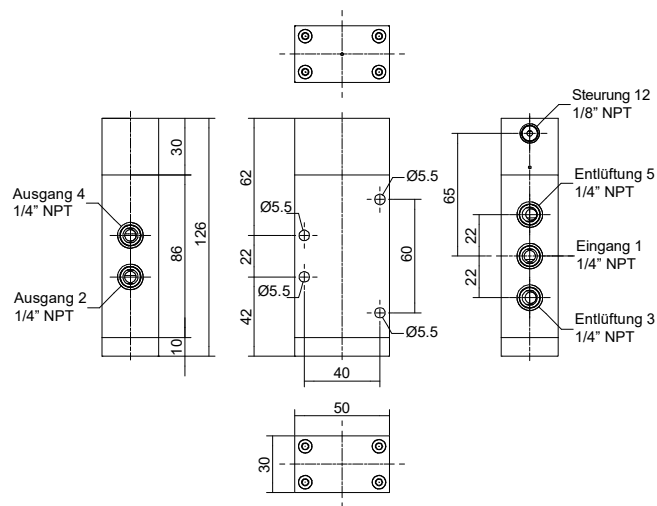 Steuerung 12
1/8” NPT
30
62
65
Ø5.5
Entlüftung 5
1/4” NPT
Ausgang 4
1/4” NPT
Ø5.5
86
126
22
60
22
Eingang 1
1/4” NPT
22
Ausgang 2
1/4” NPT
Ø5.5
42
Entlüftung 3
1/4” NPT
Ø5.5
10
40
50
30